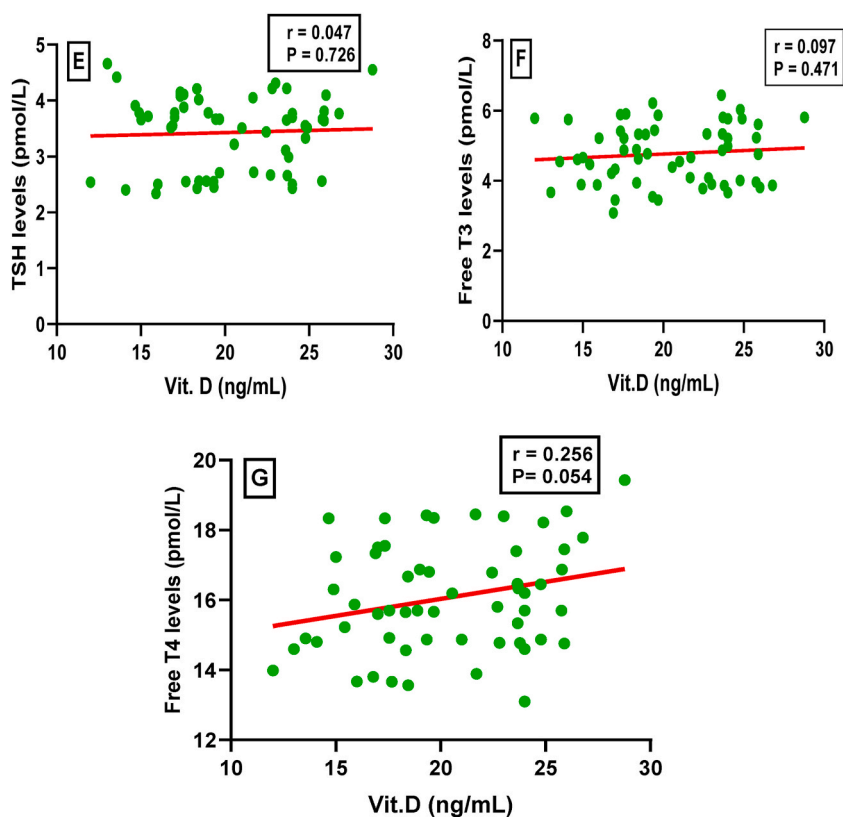 E
r = 0.047
P = 0.726
TSH levels (pmol/L)
5
4
3
2
1
0
10 15 20 25 30
Vit. D (ng/mL)
F
r = 0.097
P = 0.471
Free T3 levels (pmol/L)
8
6
4
2
0
10 15 20 25 30
Vit.D (ng/mL)
G
r = 0.256
P= 0.054
Free T4 levels (pmol/L)
20
18
16
14
12
10 15 20 25 30
Vit.D (ng/mL)